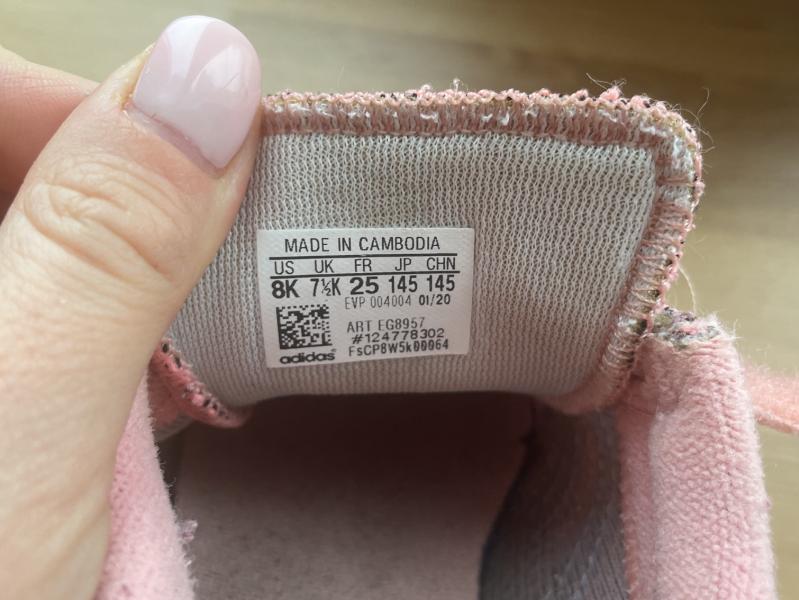 MADE IN CAMBODIA
US UK FR JP CHN
8K 7½K 25 145 145
EVP 004004 01/20
ART EG8957
#124778302
adidas FsCP8W5k00064